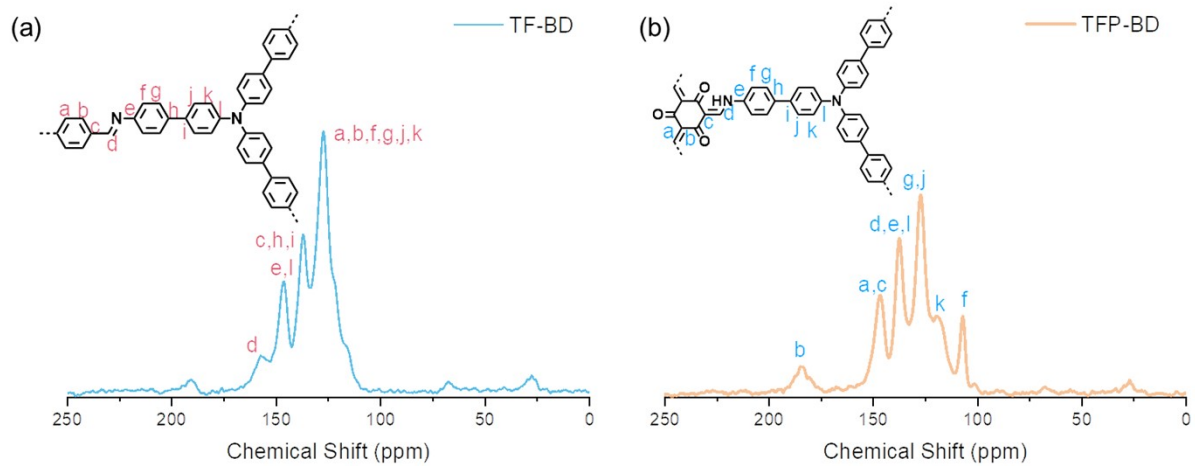 (a)
TF-BD
a b
c
d
N
e
f g
h
i
j k
l
N
a,b,f,g,j,k
c,h,i
e,l
d
250 200 150 100 50 0
Chemical Shift (ppm)
(b)
TFP-BD
O
O
O
a
b
c
HN
d
e
f g
h
i
j k
l
N
g,j
d,e,l
a,c
k
f
b
250 200 150 100 50 0
Chemical Shift (ppm)